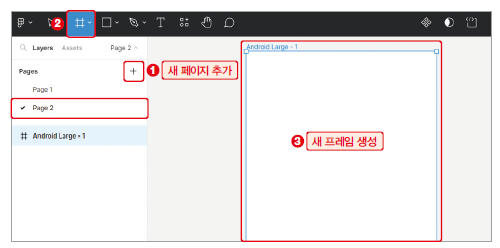 2
Layers Assets Page 2
Pages
1 새 페이지 추가
Page 1
Page 2
Android Large - 1
Android Large - 1
3 새 프레임 생성